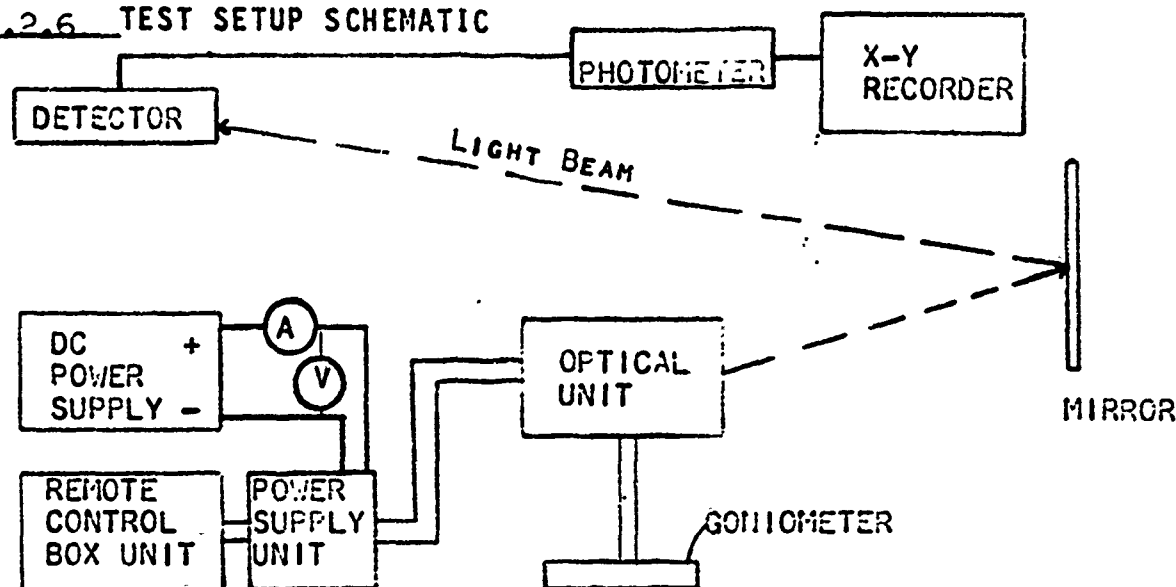 .2.6 TEST SETUP SCHEMATIC
PHOTOMETER
X-Y
RECORDER
DETECTOR
LIGHT BEAM
DC +
POWER
SUPPLY -
A
V
OPTICAL
UNIT
MIRROR
REMOTE
CONTROL
BOX UNIT
POWER
SUPPLY
UNIT
GONIOMETER